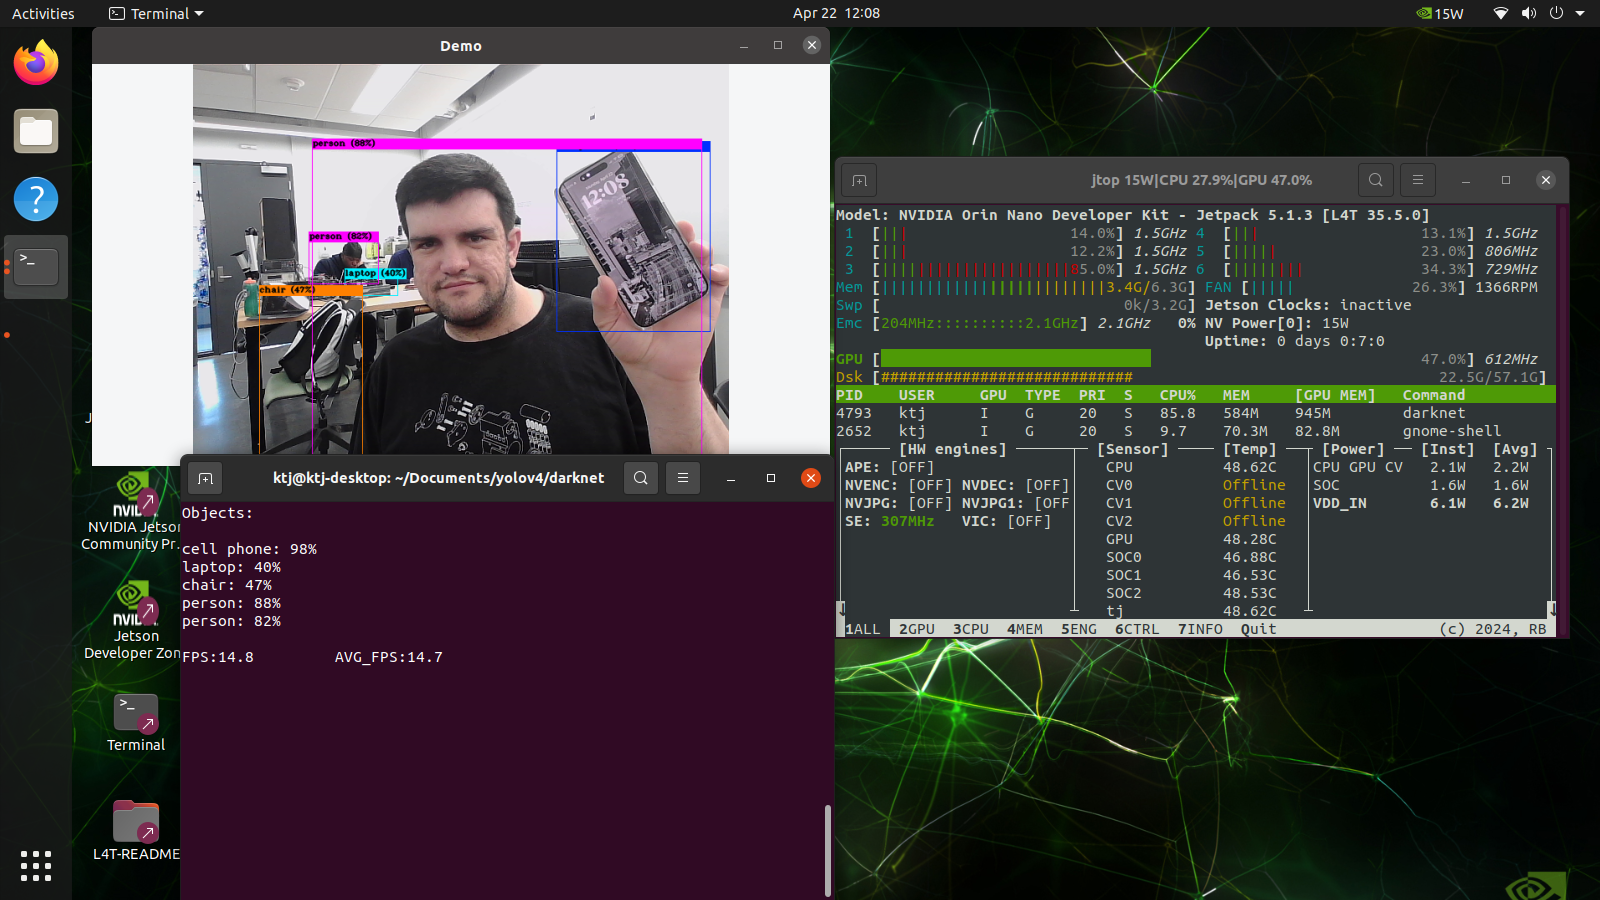 Activities
Terminal
Apr 22 12:08
15W
Demo
person (88%)
12:08
person (82%)
laptop (40%)
chair (47%)
jtop 15W|CPU 27.9%|GPU 47.0%
Model: NVIDIA Orin Nano Developer Kit - Jetpack 5.1.3 [L4T 35.5.0]
1 [ 14.0%] 1.5GHz 4 [ 13.1%] 1.5GHz
2 [ 12.2%] 1.5GHz 5 [ 23.0%] 806MHz
3 [ 85.0%] 1.5GHz 6 [ 34.3%] 729MHz
Mem [ 3.4G/6.3G] FAN [ 26.3%] 1366RPM
Swp [ 0k/3.2G] Jetson Clocks: inactive
Emc [204MHz::::::::::2.1GHz] 2.1GHz 0% NV Power[0]: 15W
Uptime: 0 days 0:7:0
GPU [ 47.0%] 612MHz
Dsk [############################ 22.5G/57.1G]
PID USER GPU TYPE PRI S CPU% MEM [GPU MEM] Command
4793 ktj I G 20 S 85.8 584M 945M darknet
2652 ktj I G 20 S 9.7 70.3M 82.8M gnome-shell
[HW engines] [Sensor] [Temp] [Power] [Inst] [Avg]
APE: [OFF] CPU 48.62C CPU GPU CV 2.1W 2.2W
NVENC: [OFF] NVDEC: [OFF] CV0 Offline SOC 1.6W 1.6W
NVJPG: [OFF] NVJPG1: [OFF CV1 Offline VDD_IN 6.1W 6.2W
SE: 307MHz VIC: [OFF] CV2 Offline
GPU 48.28C
SOC0 46.88C
SOC1 46.53C
SOC2 48.53C
tj 48.62C
1ALL 2GPU 3CPU 4MEM 5ENG 6CTRL 7INFO Quit (c) 2024, RB
ktj@ktj-desktop: ~/Documents/yolov4/darknet
Objects:
cell phone: 98%
laptop: 40%
chair: 47%
person: 88%
person: 82%
FPS:14.8 AVG_FPS:14.7
J
NVIDIA Jetson
Community Pr…
Jetson
Developer Zon
Terminal
L4T-README